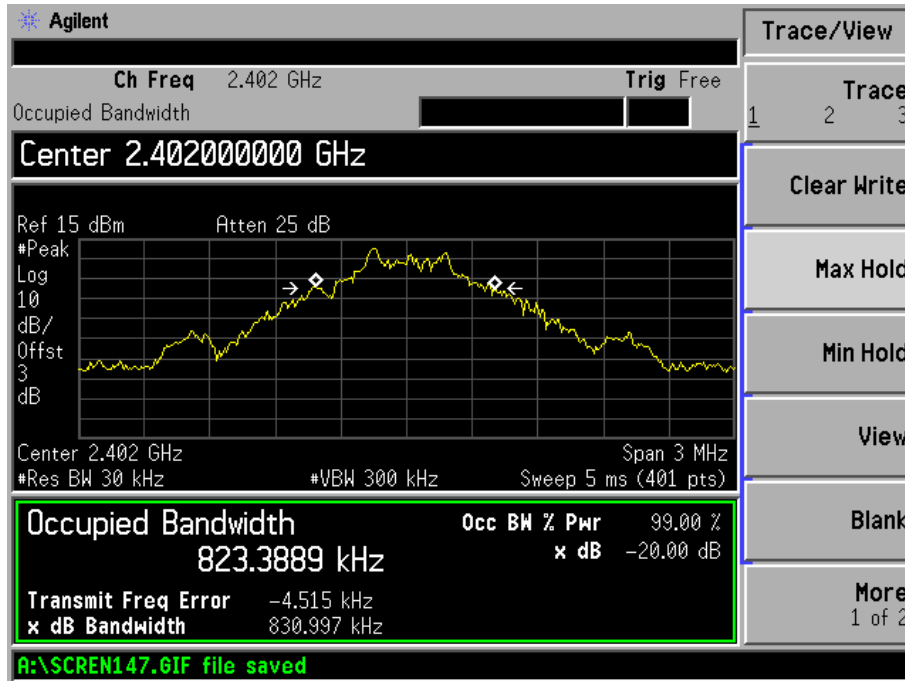 Agilent
Trace/View
Ch Freq 2.402 GHz Trig Free
Occupied Bandwidth
Center 2.402000000 GHz
Ref 15 dBm Atten 25 dB
#Peak
Log
10
dB/
Offst
3
dB
Center 2.402 GHz Span 3 MHz
#Res BW 30 kHz #VBW 300 kHz Sweep 5 ms (401 pts)
Occupied Bandwidth
823.3889 kHz
Occ BW % Pwr 99.00 %
x dB -20.00 dB
Transmit Freq Error -4.515 kHz
x dB Bandwidth 830.997 kHz
A:\SCREN147.GIF file saved
Trace
1 2 3
Clear Write
Max Hold
Min Hold
View
Blank
More
1 of 2